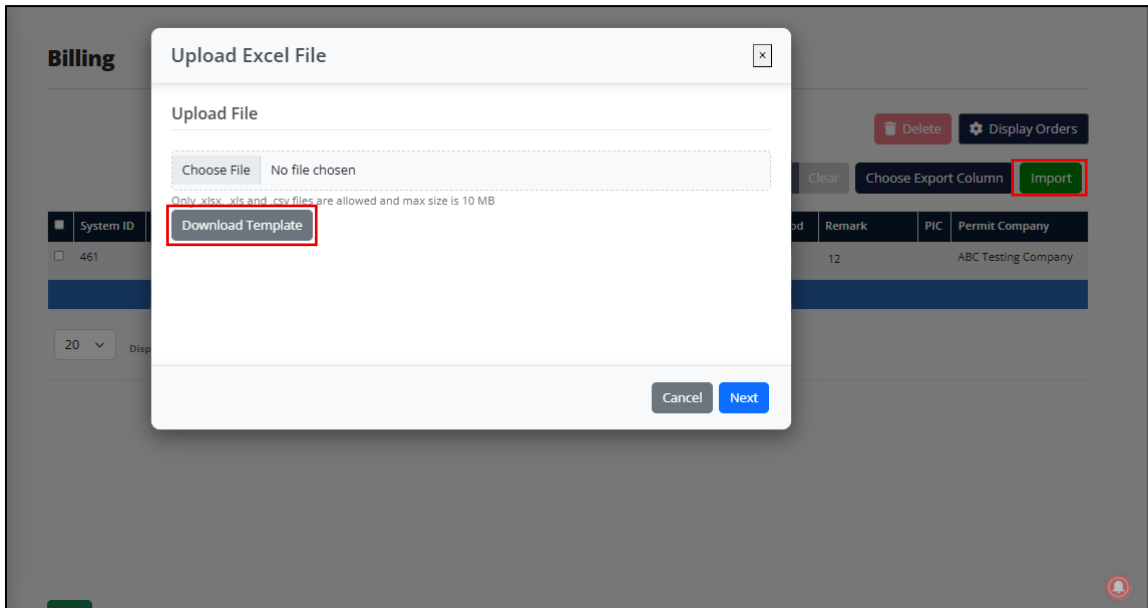 Billing
Upload Excel File
×
Upload File
Delete
Display Orders
Choose File No file chosen
Clear
Choose Export Column
Import
Only .xlsx, .xls and .csv files are allowed and max size is 10 MB
Download Template
System ID
Remark
PIC
Permit Company
461
12
ABC Testing Company
20
Cancel
Next